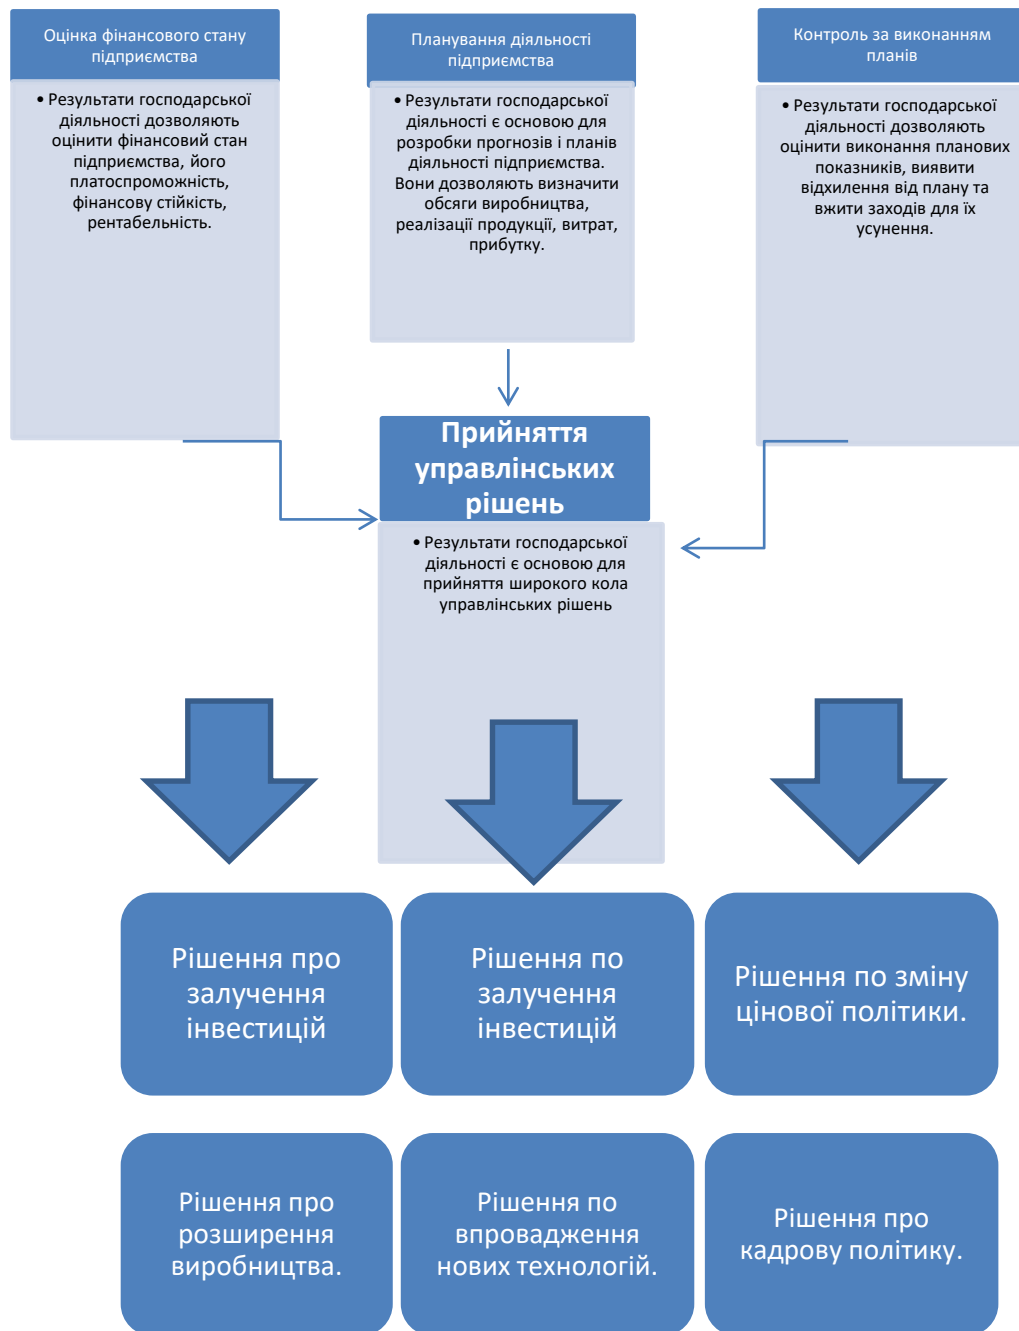 Оцінка фінансового стану
підприємства
• Результати господарської
діяльності дозволяють
оцінити фінансовий стан
підприємства, його
платоспроможність,
фінансову стійкість,
рентабельність.
Планування діяльності
підприємства
• Результати господарської
діяльності є основою для
розробки прогнозів і планів
діяльності підприємства.
Вони дозволяють визначити
обсяги виробництва,
реалізації продукції, витрат,
прибутку.
Контроль за виконанням
планів
• Результати господарської
діяльності дозволяють
оцінити виконання планових
показників, виявити
відхилення від плану та
вжити заходів для їх
усунення.
Прийняття
управлінських
рішень
• Результати господарської
діяльності є основою для
прийняття широкого кола
управлінських рішень
Рішення про
залучення
інвестицій
Рішення по
залучення
інвестицій
Рішення по зміну
цінової політики.
Рішення про
розширення
виробництва.
Рішення по
впровадження
нових технологій.
Рішення про
кадрову політику.